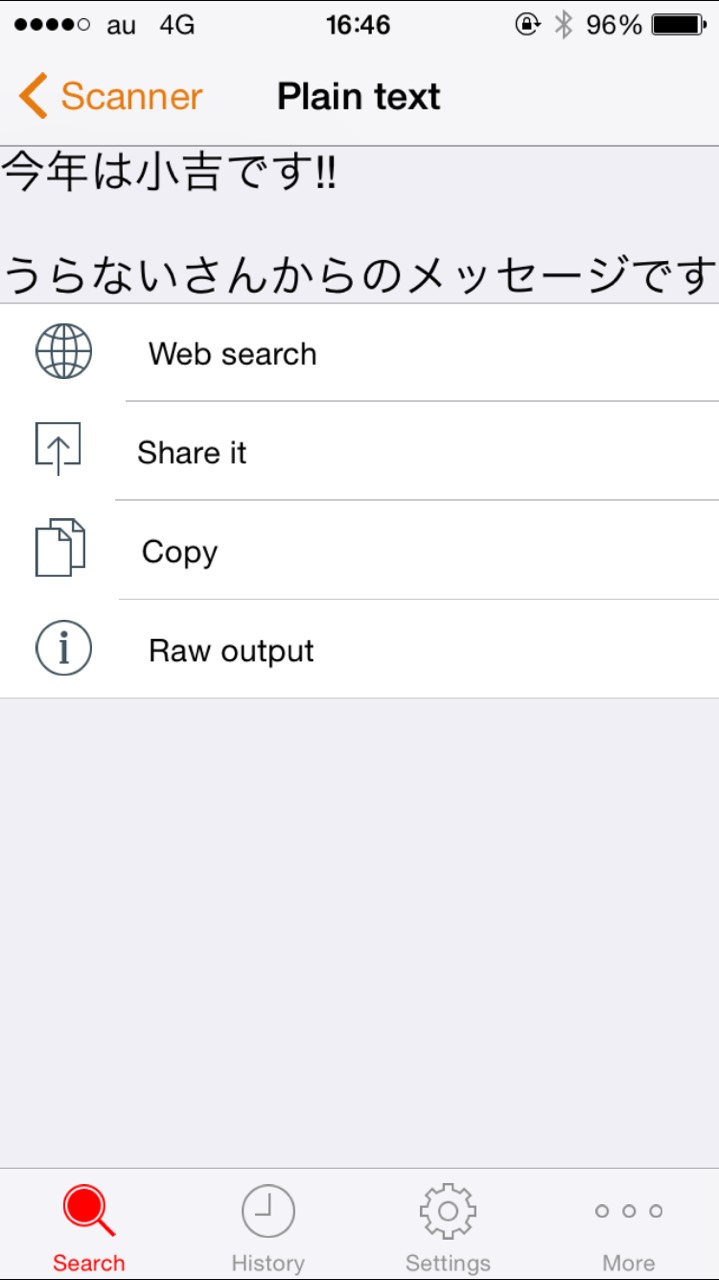 au 4G 16:46 96%
Scanner Plain text
今年は小吉です!!
うらないさんからのメッセージです
Web search
Share it
Copy
Raw output
Search History Settings More